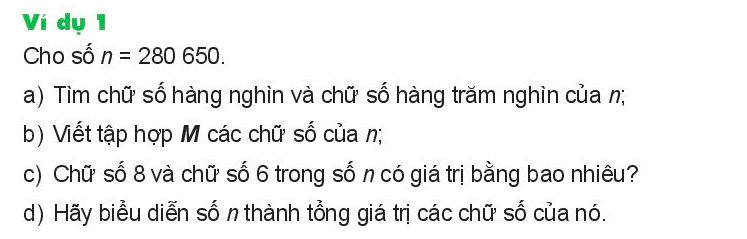 Ví dụ 1
Cho số n = 280 650.
a) Tìm chữ số hàng nghìn và chữ số hàng trăm nghìn của n;
b) Viết tập hợp M các chữ số của n;
c) Chữ số 8 và chữ số 6 trong số n có giá trị bằng bao nhiêu?
d) Hãy biểu diễn số n thành tổng giá trị các chữ số của nó.